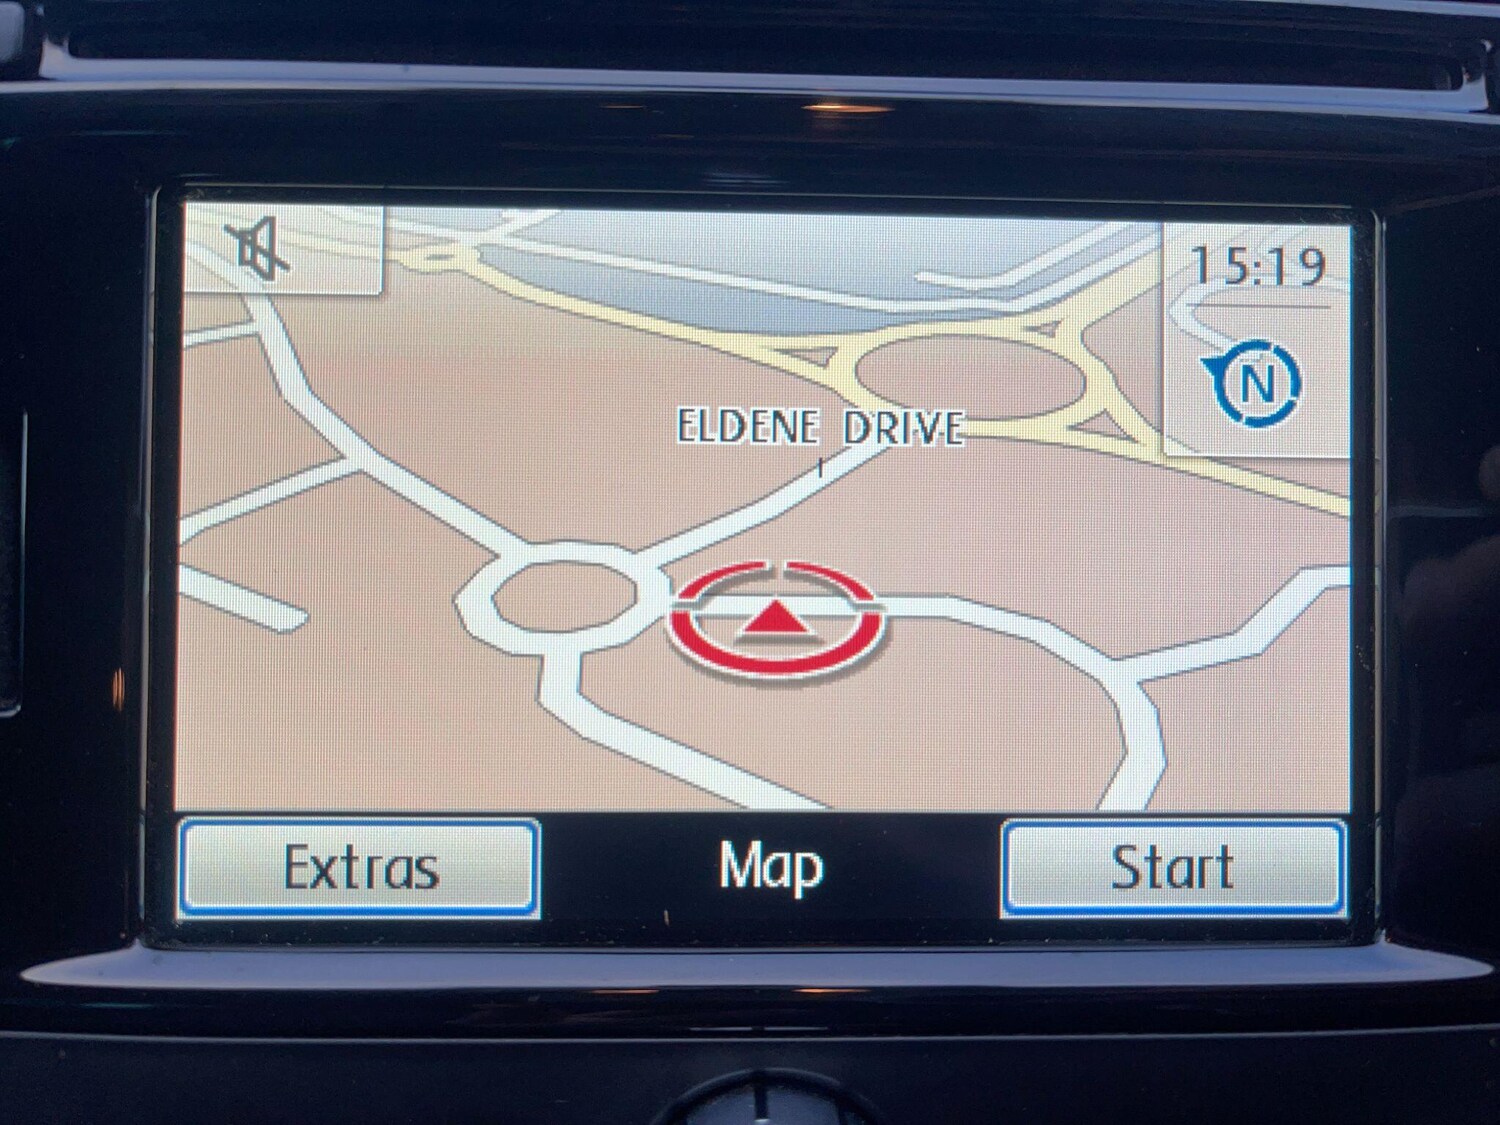 15:19
N
ELDENE DRIVE
Extras
Map
Start